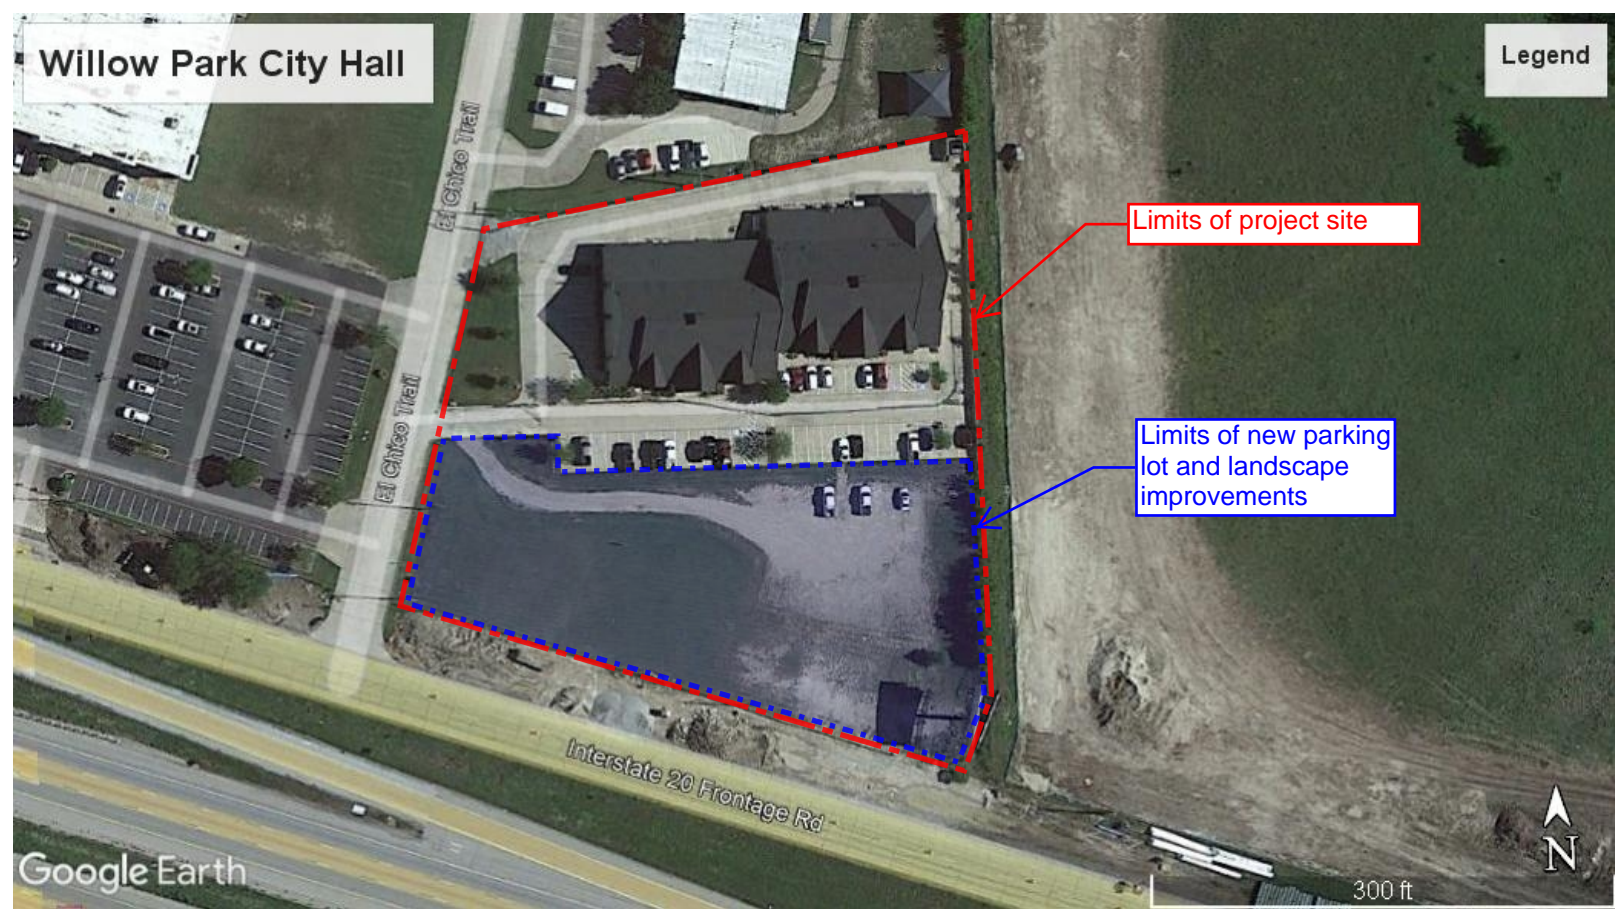 Willow Park City Hall
Legend
El Chico Trail
Limits of project site
El Chico Trail
Limits of new parking
lot and landscape
improvements
Interstate 20 Frontage Rd
Google Earth
N
300 ft